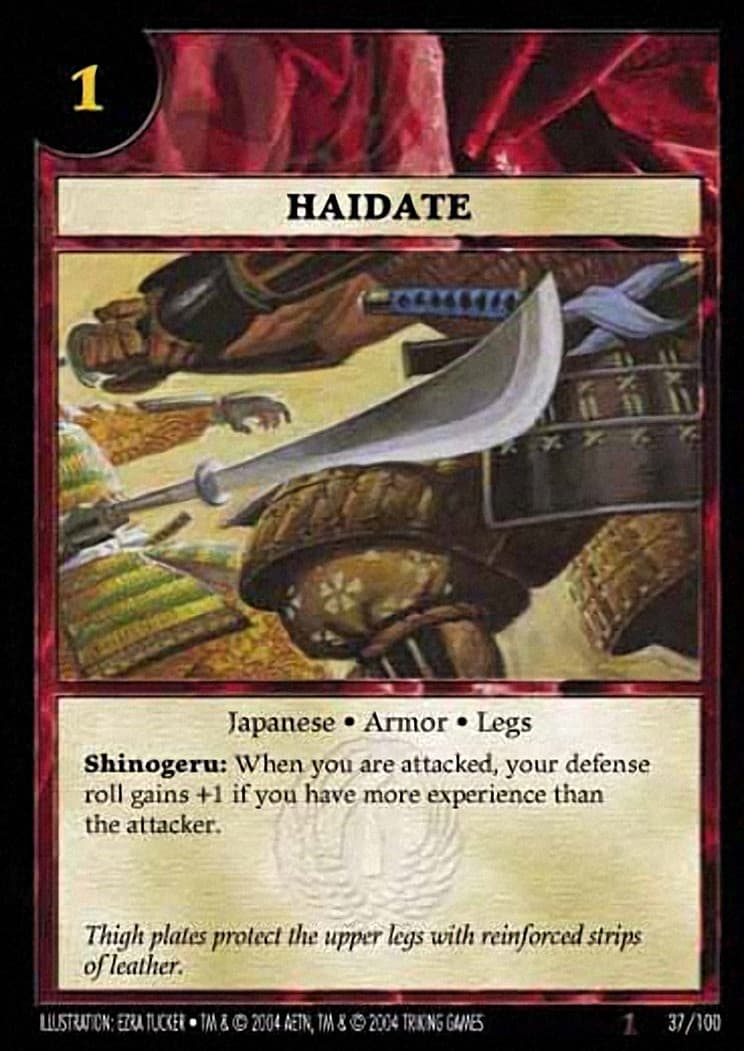 1
HAIDATE
Japanese • Armor • Legs
Shinogeru: When you are attacked, your defense
roll gains +1 if you have more experience than
the attacker.
Thigh plates protect the upper legs with reinforced strips
of leather.
ILLUSTRATION: EZRA TUCKER • TM & © 2004 AETN, TM & © 2004 TRIKING GAMES 1 37/100